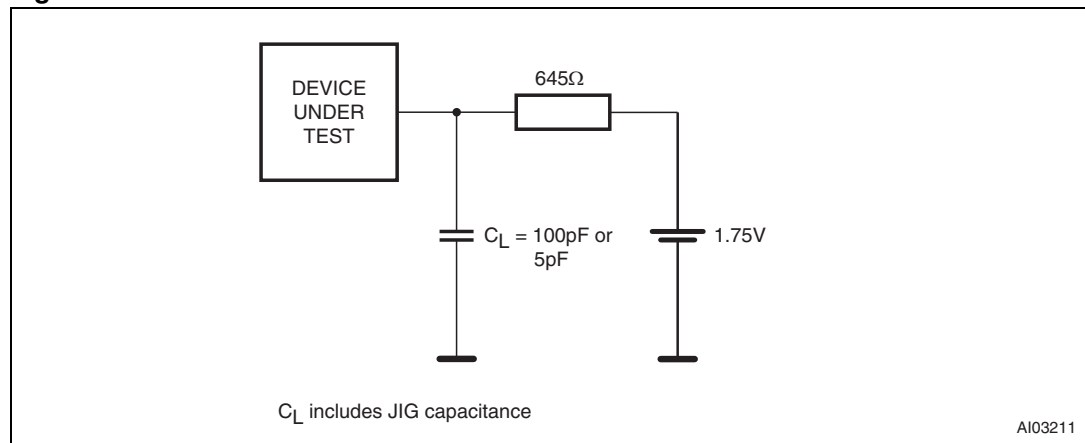 DEVICE
UNDER
TEST
645Ω
C_L = 100pF or
5pF
1.75V
C_L includes JIG capacitance
AI03211